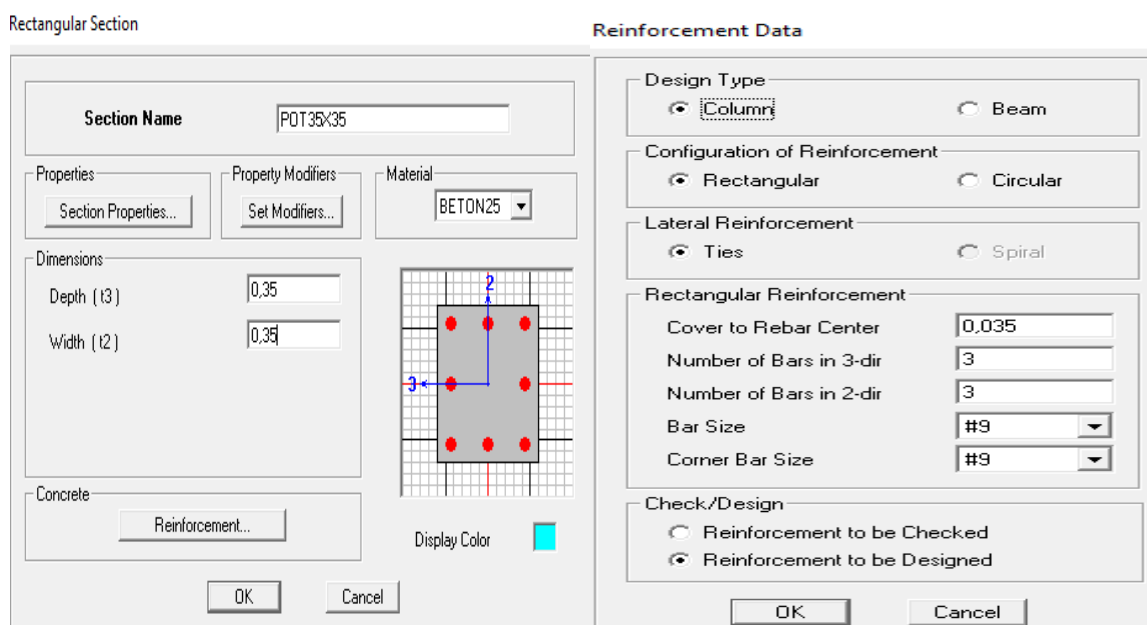 Rectangular Section
Section Name POT35X35
Properties Property Modifiers Material
Section Properties... Set Modifiers... BETON25
Dimensions
Depth ( t3 ) 0,35
Width ( t2 ) 0,35
2
3
Concrete
Reinforcement...
Display Color
OK Cancel
Reinforcement Data
Design Type
Column Beam
Configuration of Reinforcement
Rectangular Circular
Lateral Reinforcement
Ties Spiral
Rectangular Reinforcement
Cover to Rebar Center 0,035
Number of Bars in 3-dir 3
Number of Bars in 2-dir 3
Bar Size #9
Corner Bar Size #9
Check/Design
Reinforcement to be Checked
Reinforcement to be Designed
OK Cancel